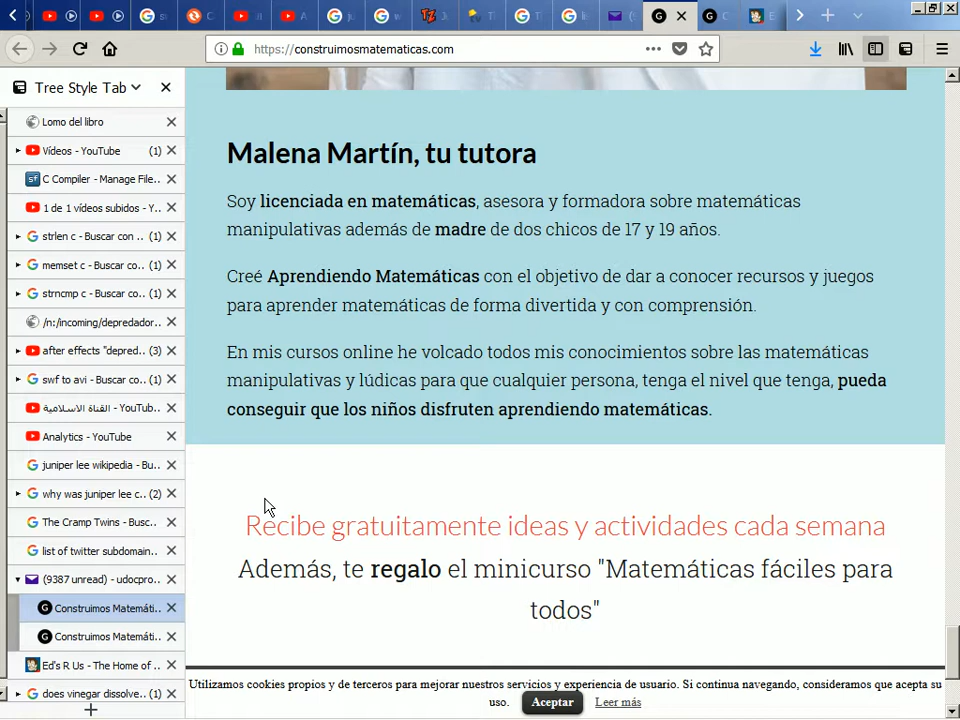 https://construimosmatematicas.com
Tree Style Tab
Lomo del libro
Vídeos - YouTube (1)
C Compiler - Manage File..
1 de 1 vídeos subidos - Y..
strlen c - Buscar con .. (1)
memset c - Buscar co.. (1)
strncmp c - Buscar co.. (1)
/n:/incoming/depredador..
after effects "depred.. (3)
swf to avi - Buscar co.. (1)
القناة الاسلامية - YouTub..
Analytics - YouTube
juniper lee wikipedia - Bu..
why was juniper lee c.. (2)
The Cramp Twins - Busc..
list of twitter subdomain..
(9387 unread) - udocpro..
Construimos Matemáti..
Construimos Matemáti..
Ed's R Us - The Home of ..
does vinegar dissolve.. (1)
Malena Martín, tu tutora
Soy licenciada en matemáticas, asesora y formadora sobre matemáticas
manipulativas además de madre de dos chicos de 17 y 19 años.
Creé Aprendiendo Matemáticas con el objetivo de dar a conocer recursos y juegos
para aprender matemáticas de forma divertida y con comprensión.
En mis cursos online he volcado todos mis conocimientos sobre las matemáticas
manipulativas y lúdicas para que cualquier persona, tenga el nivel que tenga, pueda
conseguir que los niños disfruten aprendiendo matemáticas.
Recibe gratuitamente ideas y actividades cada semana
Además, te regalo el minicurso "Matemáticas fáciles para
todos"
Utilizamos cookies propios y de terceros para mejorar nuestros servicios y experiencia de usuario. Si continua navegando, consideramos que acepta su
uso. Aceptar Leer más